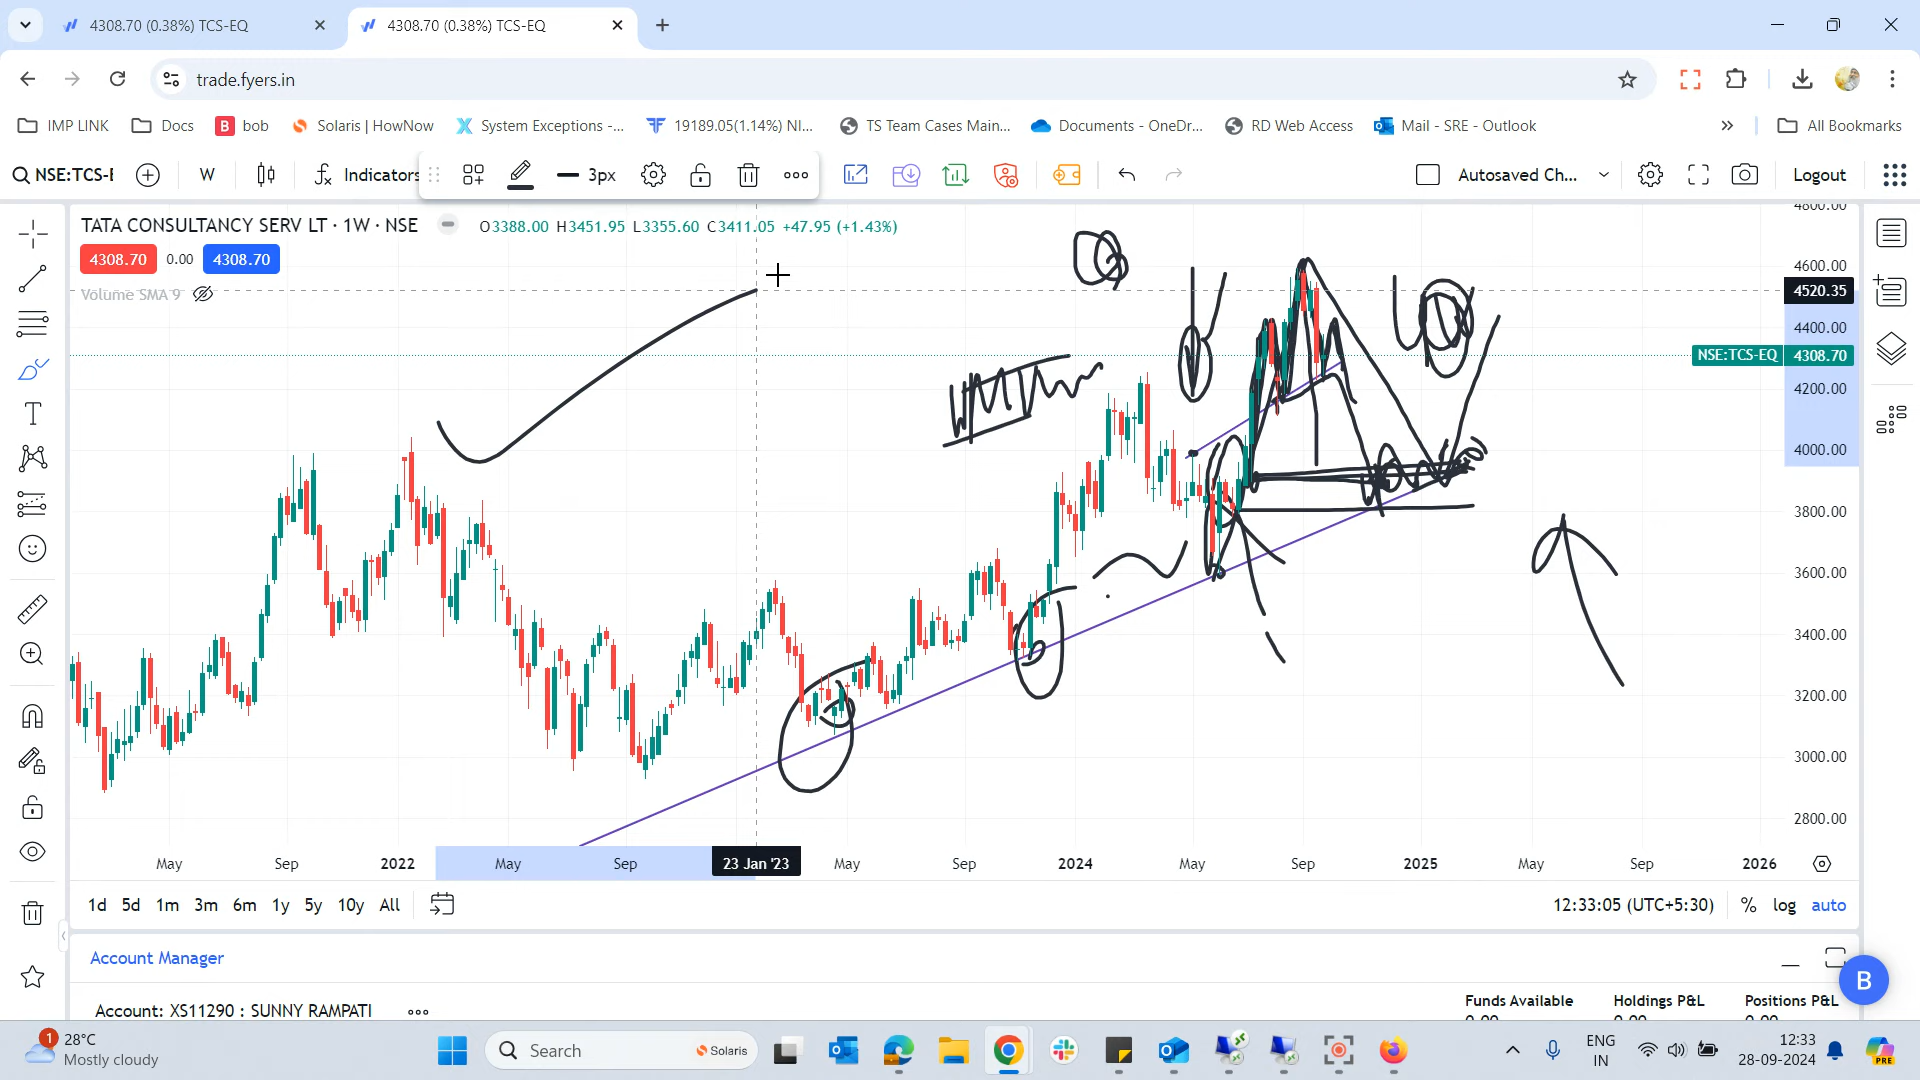 4308.70 (0.38%) TCS-EQ
4308.70 (0.38%) TCS-EQ
trade.fyers.in
IMP LINK
Docs
B bob
Solaris | HowNow
System Exceptions -...
19189.05(1.14%) NI...
TS Team Cases Main...
Documents - OneDr...
RD Web Access
Mail - SRE - Outlook
»
All Bookmarks
NSE:TCS-E
W
Indicators
3px
Autosaved Ch...
Logout
TATA CONSULTANCY SERV LT · 1W · NSE
O3388.00 H3451.95 L3355.60 C3411.05 +47.95 (+1.43%)
4308.70 0.00 4308.70
Volume SMA 9
4800.00
4600.00
4520.35
4400.00
NSE:TCS-EQ 4308.70
4200.00
4000.00
3800.00
3600.00
3400.00
3200.00
3000.00
2800.00
May Sep 2022 May Sep 23 Jan '23 May Sep 2024 May Sep 2025 May Sep 2026
1d 5d 1m 3m 6m 1y 5y 10y All
12:33:05 (UTC+5:30) % log auto
Account Manager
B
Account: XS11290 : SUNNY RAMPATI
Funds Available Holdings P&L Positions P&L
1
28°C
Mostly cloudy
Search
Solaris
ENG
IN
12:33
28-09-2024
PRE